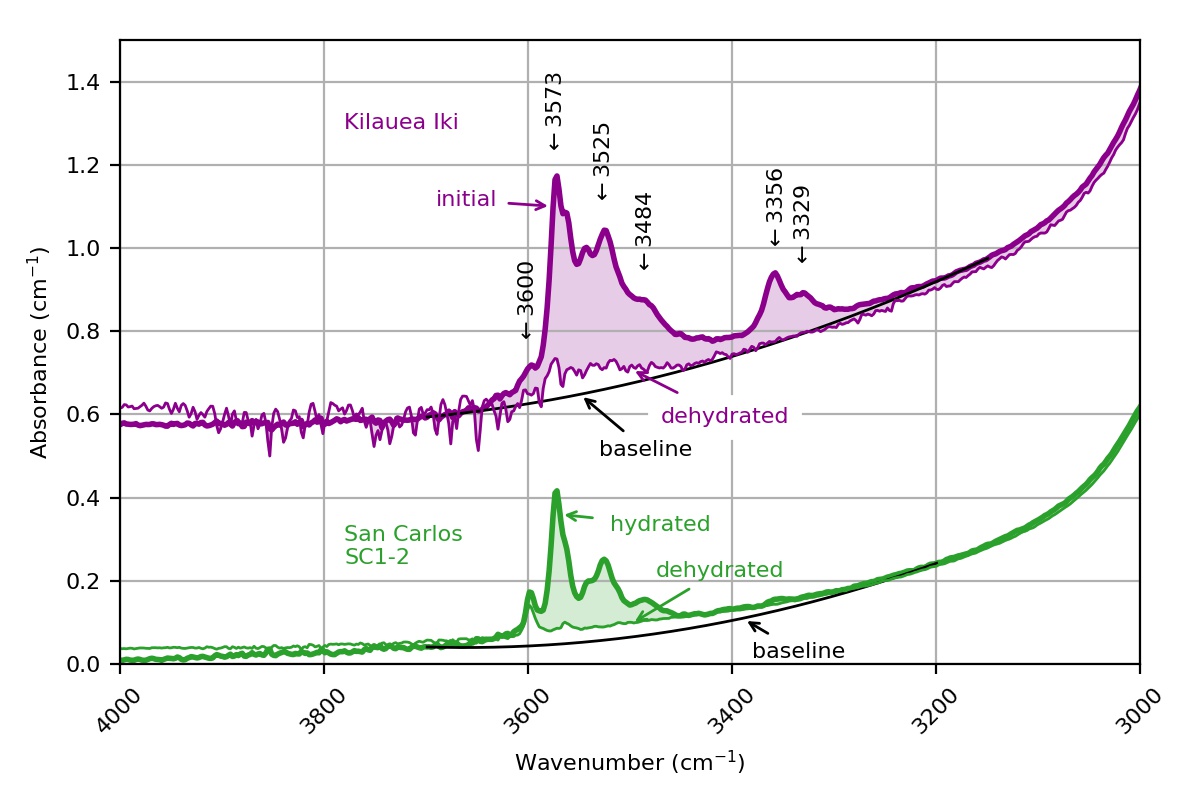 Kilauea Iki
initial
←3573
←3525
←3484
←3600
←3356
←3329
dehydrated
baseline
San Carlos
SC1-2
hydrated
dehydrated
baseline
Absorbance (cm⁻¹)
1.4
1.2
1.0
0.8
0.6
0.4
0.2
0.0
4000
3800
3600
3400
3200
3000
Wavenumber (cm⁻¹)